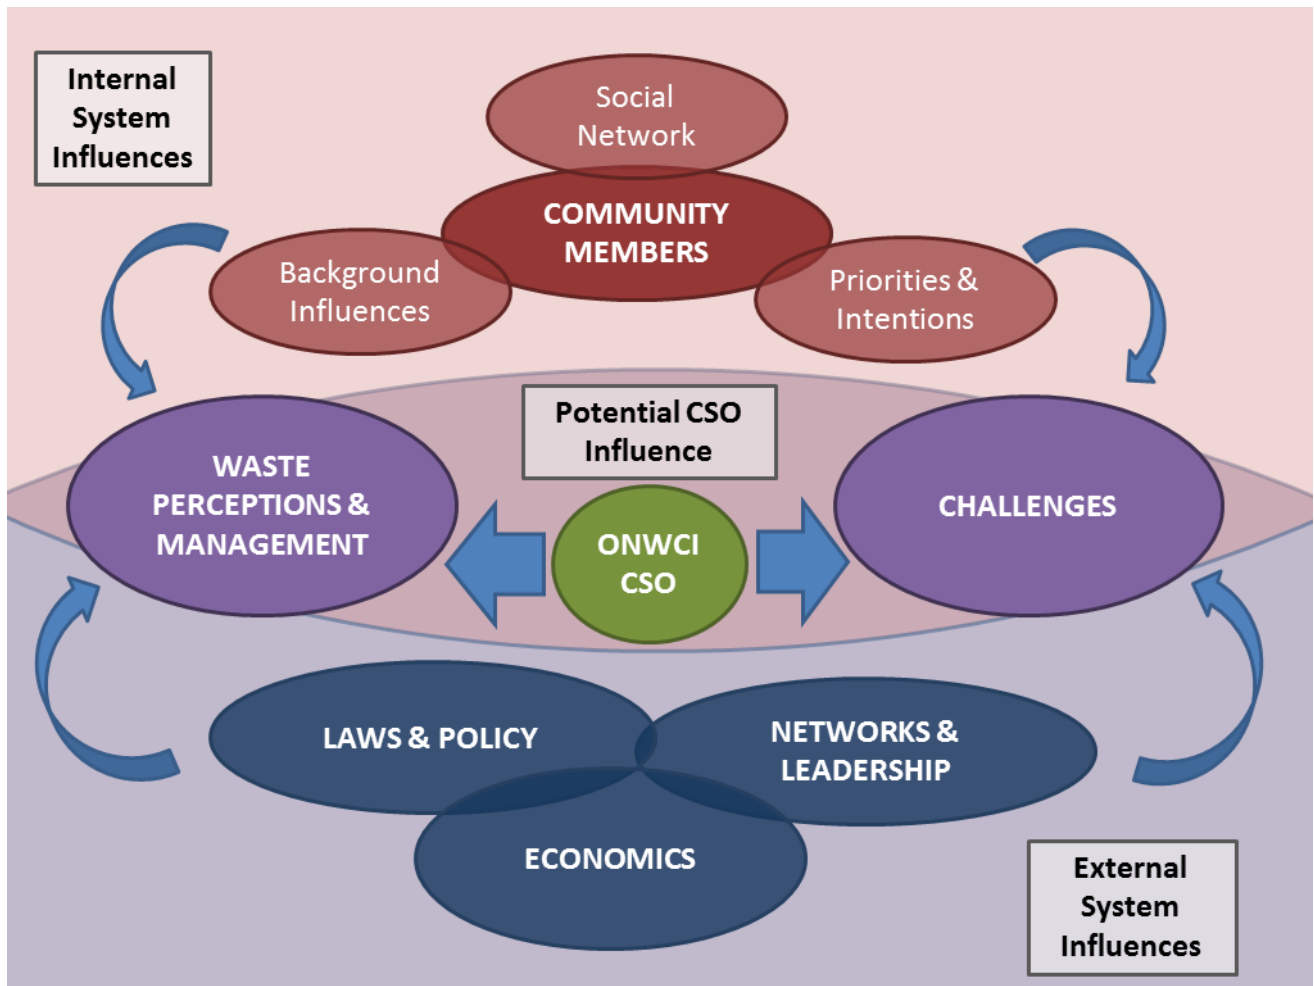 Internal
System
Influences
Social
Network
COMMUNITY
MEMBERS
Background
Influences
Priorities &
Intentions
Potential CSO
Influence
WASTE
PERCEPTIONS &
MANAGEMENT
ONWCI
CSO
CHALLENGES
LAWS & POLICY
NETWORKS &
LEADERSHIP
ECONOMICS
External
System
Influences